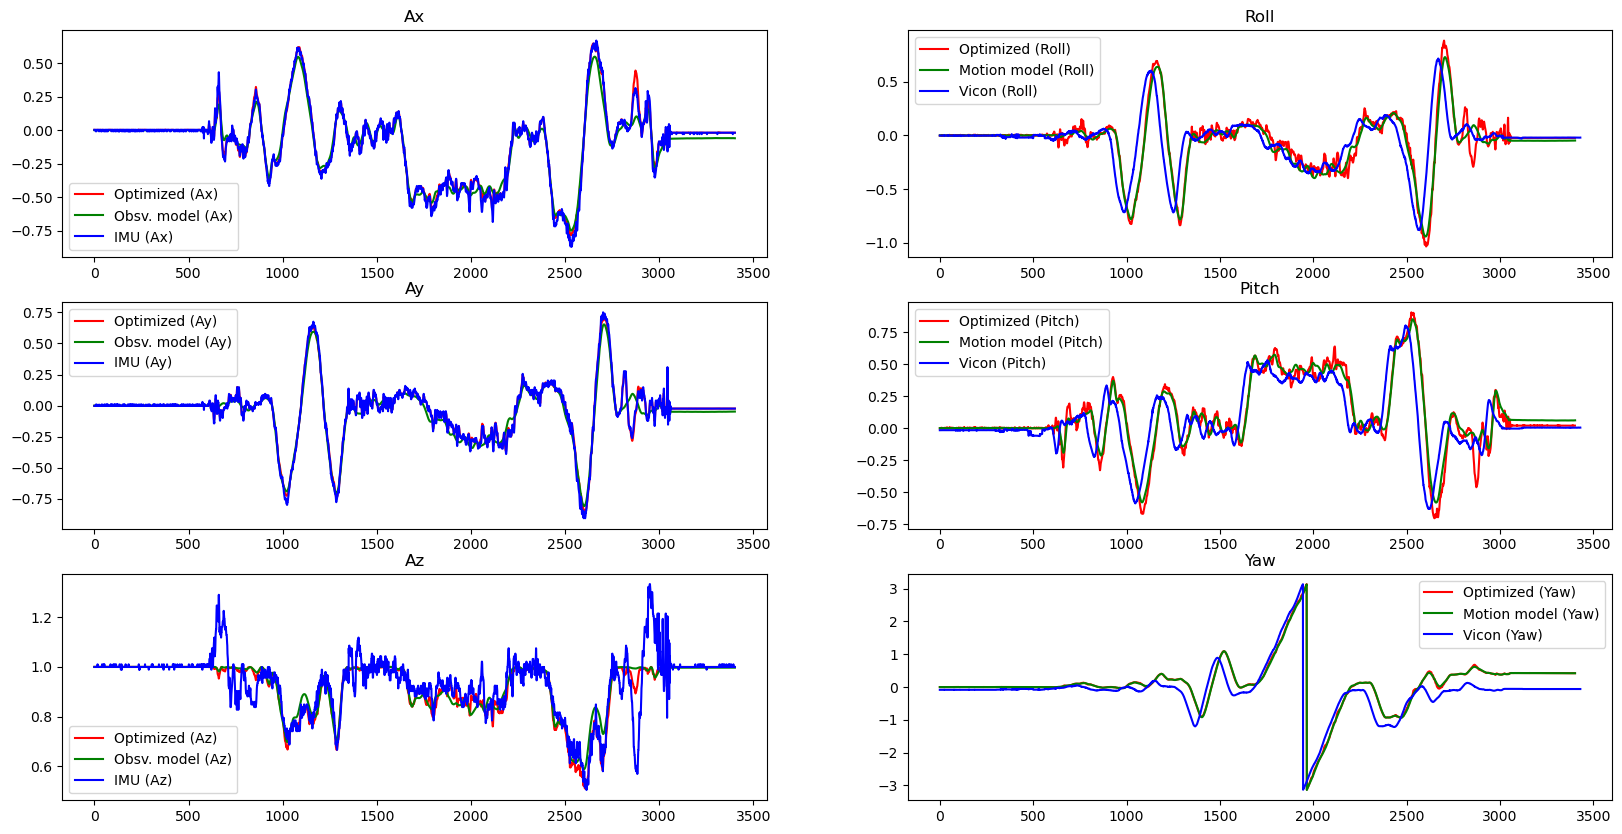 Ax
0.50
0.25
0.00
−0.25
−0.50
−0.75
Optimized (Ax)
Obsv. model (Ax)
IMU (Ax)
0 500 1000 1500 2000 2500 3000 3500
Roll
0.5
0.0
−0.5
−1.0
Optimized (Roll)
Motion model (Roll)
Vicon (Roll)
0 500 1000 1500 2000 2500 3000 3500
Ay
0.75
0.50
0.25
0.00
−0.25
−0.50
−0.75
Optimized (Ay)
Obsv. model (Ay)
IMU (Ay)
0 500 1000 1500 2000 2500 3000 3500
Pitch
0.75
0.50
0.25
0.00
−0.25
−0.50
−0.75
Optimized (Pitch)
Motion model (Pitch)
Vicon (Pitch)
0 500 1000 1500 2000 2500 3000 3500
Az
1.2
1.0
0.8
0.6
Optimized (Az)
Obsv. model (Az)
IMU (Az)
0 500 1000 1500 2000 2500 3000 3500
Yaw
3
2
1
0
−1
−2
−3
Optimized (Yaw)
Motion model (Yaw)
Vicon (Yaw)
0 500 1000 1500 2000 2500 3000 3500